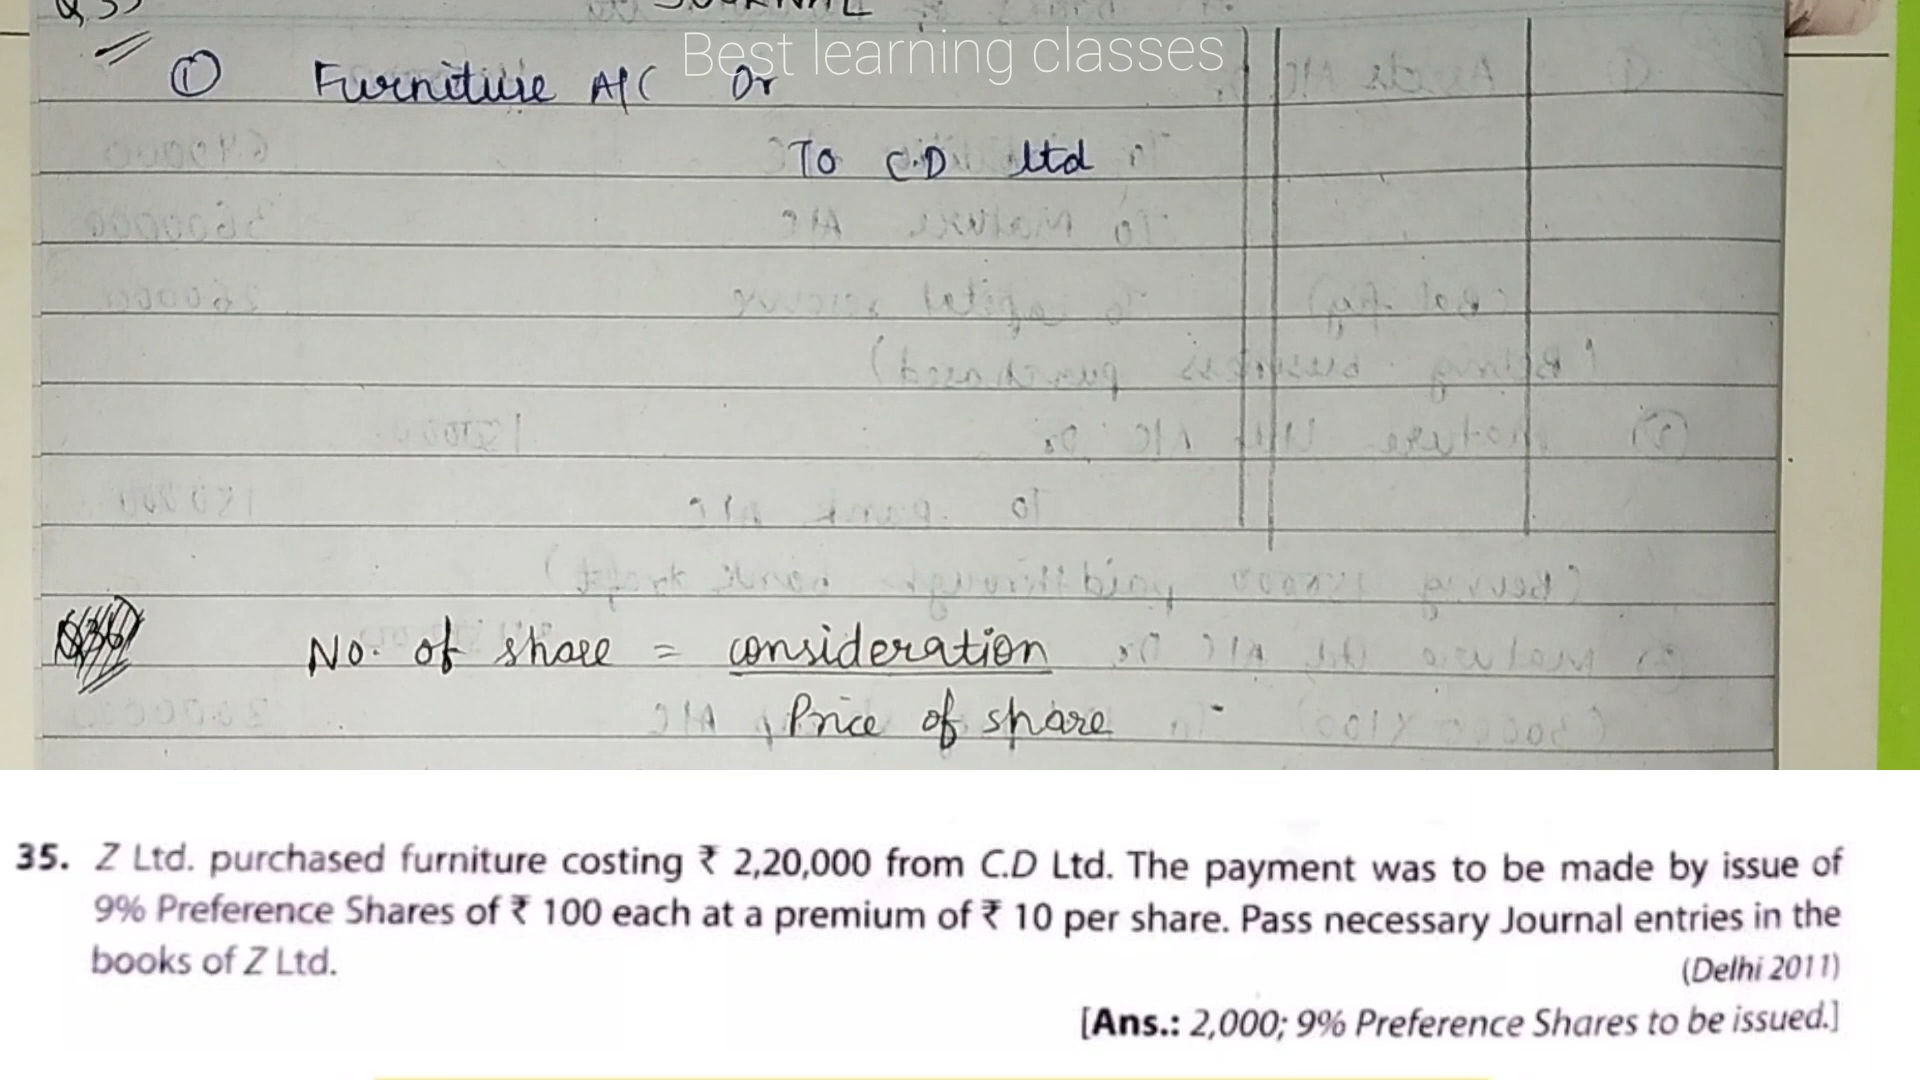 Q 35 JOURNAL
Best learning classes
① Furniture A/C Dr
To C.D ltd
No. of share = consideration
Price of share
35. Z Ltd. purchased furniture costing ₹ 2,20,000 from C.D Ltd. The payment was to be made by issue of
9% Preference Shares of ₹ 100 each at a premium of ₹ 10 per share. Pass necessary Journal entries in the
books of Z Ltd.
(Delhi 2011)
[Ans.: 2,000; 9% Preference Shares to be issued.]